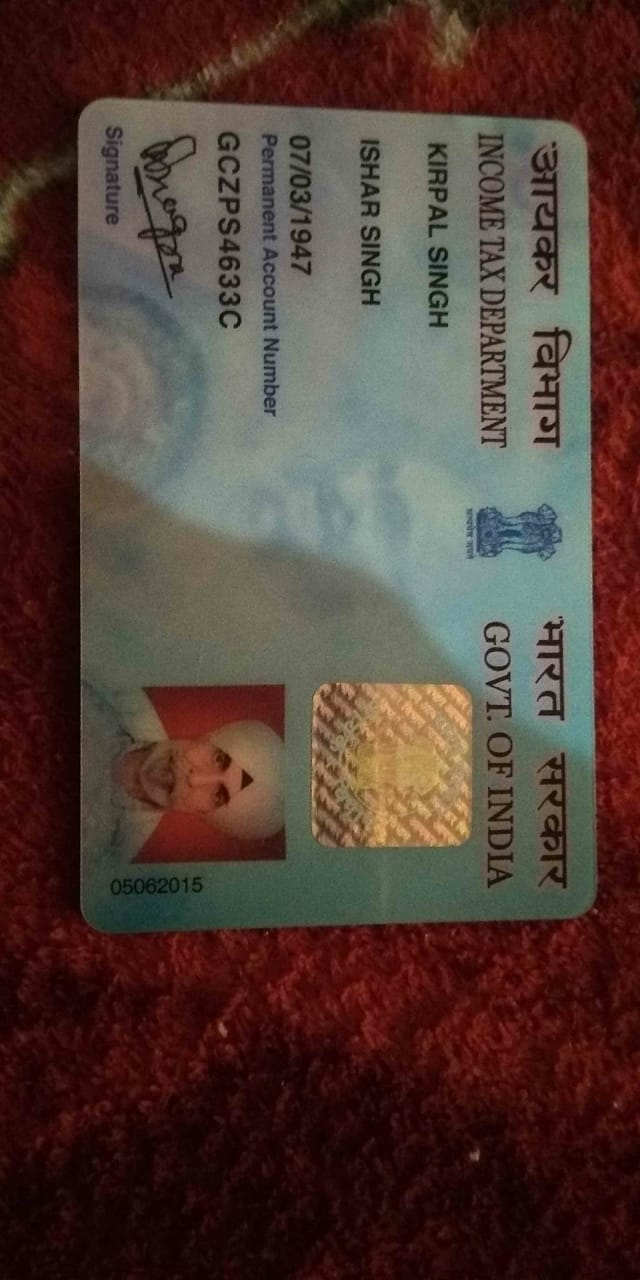 आयकर विभाग
INCOME TAX DEPARTMENT
भारत सरकार
GOVT. OF INDIA
सत्यमेव जयते
KIRPAL SINGH
ISHAR SINGH
07/03/1947
Permanent Account Number
GCZPS4633C
Signature
05062015